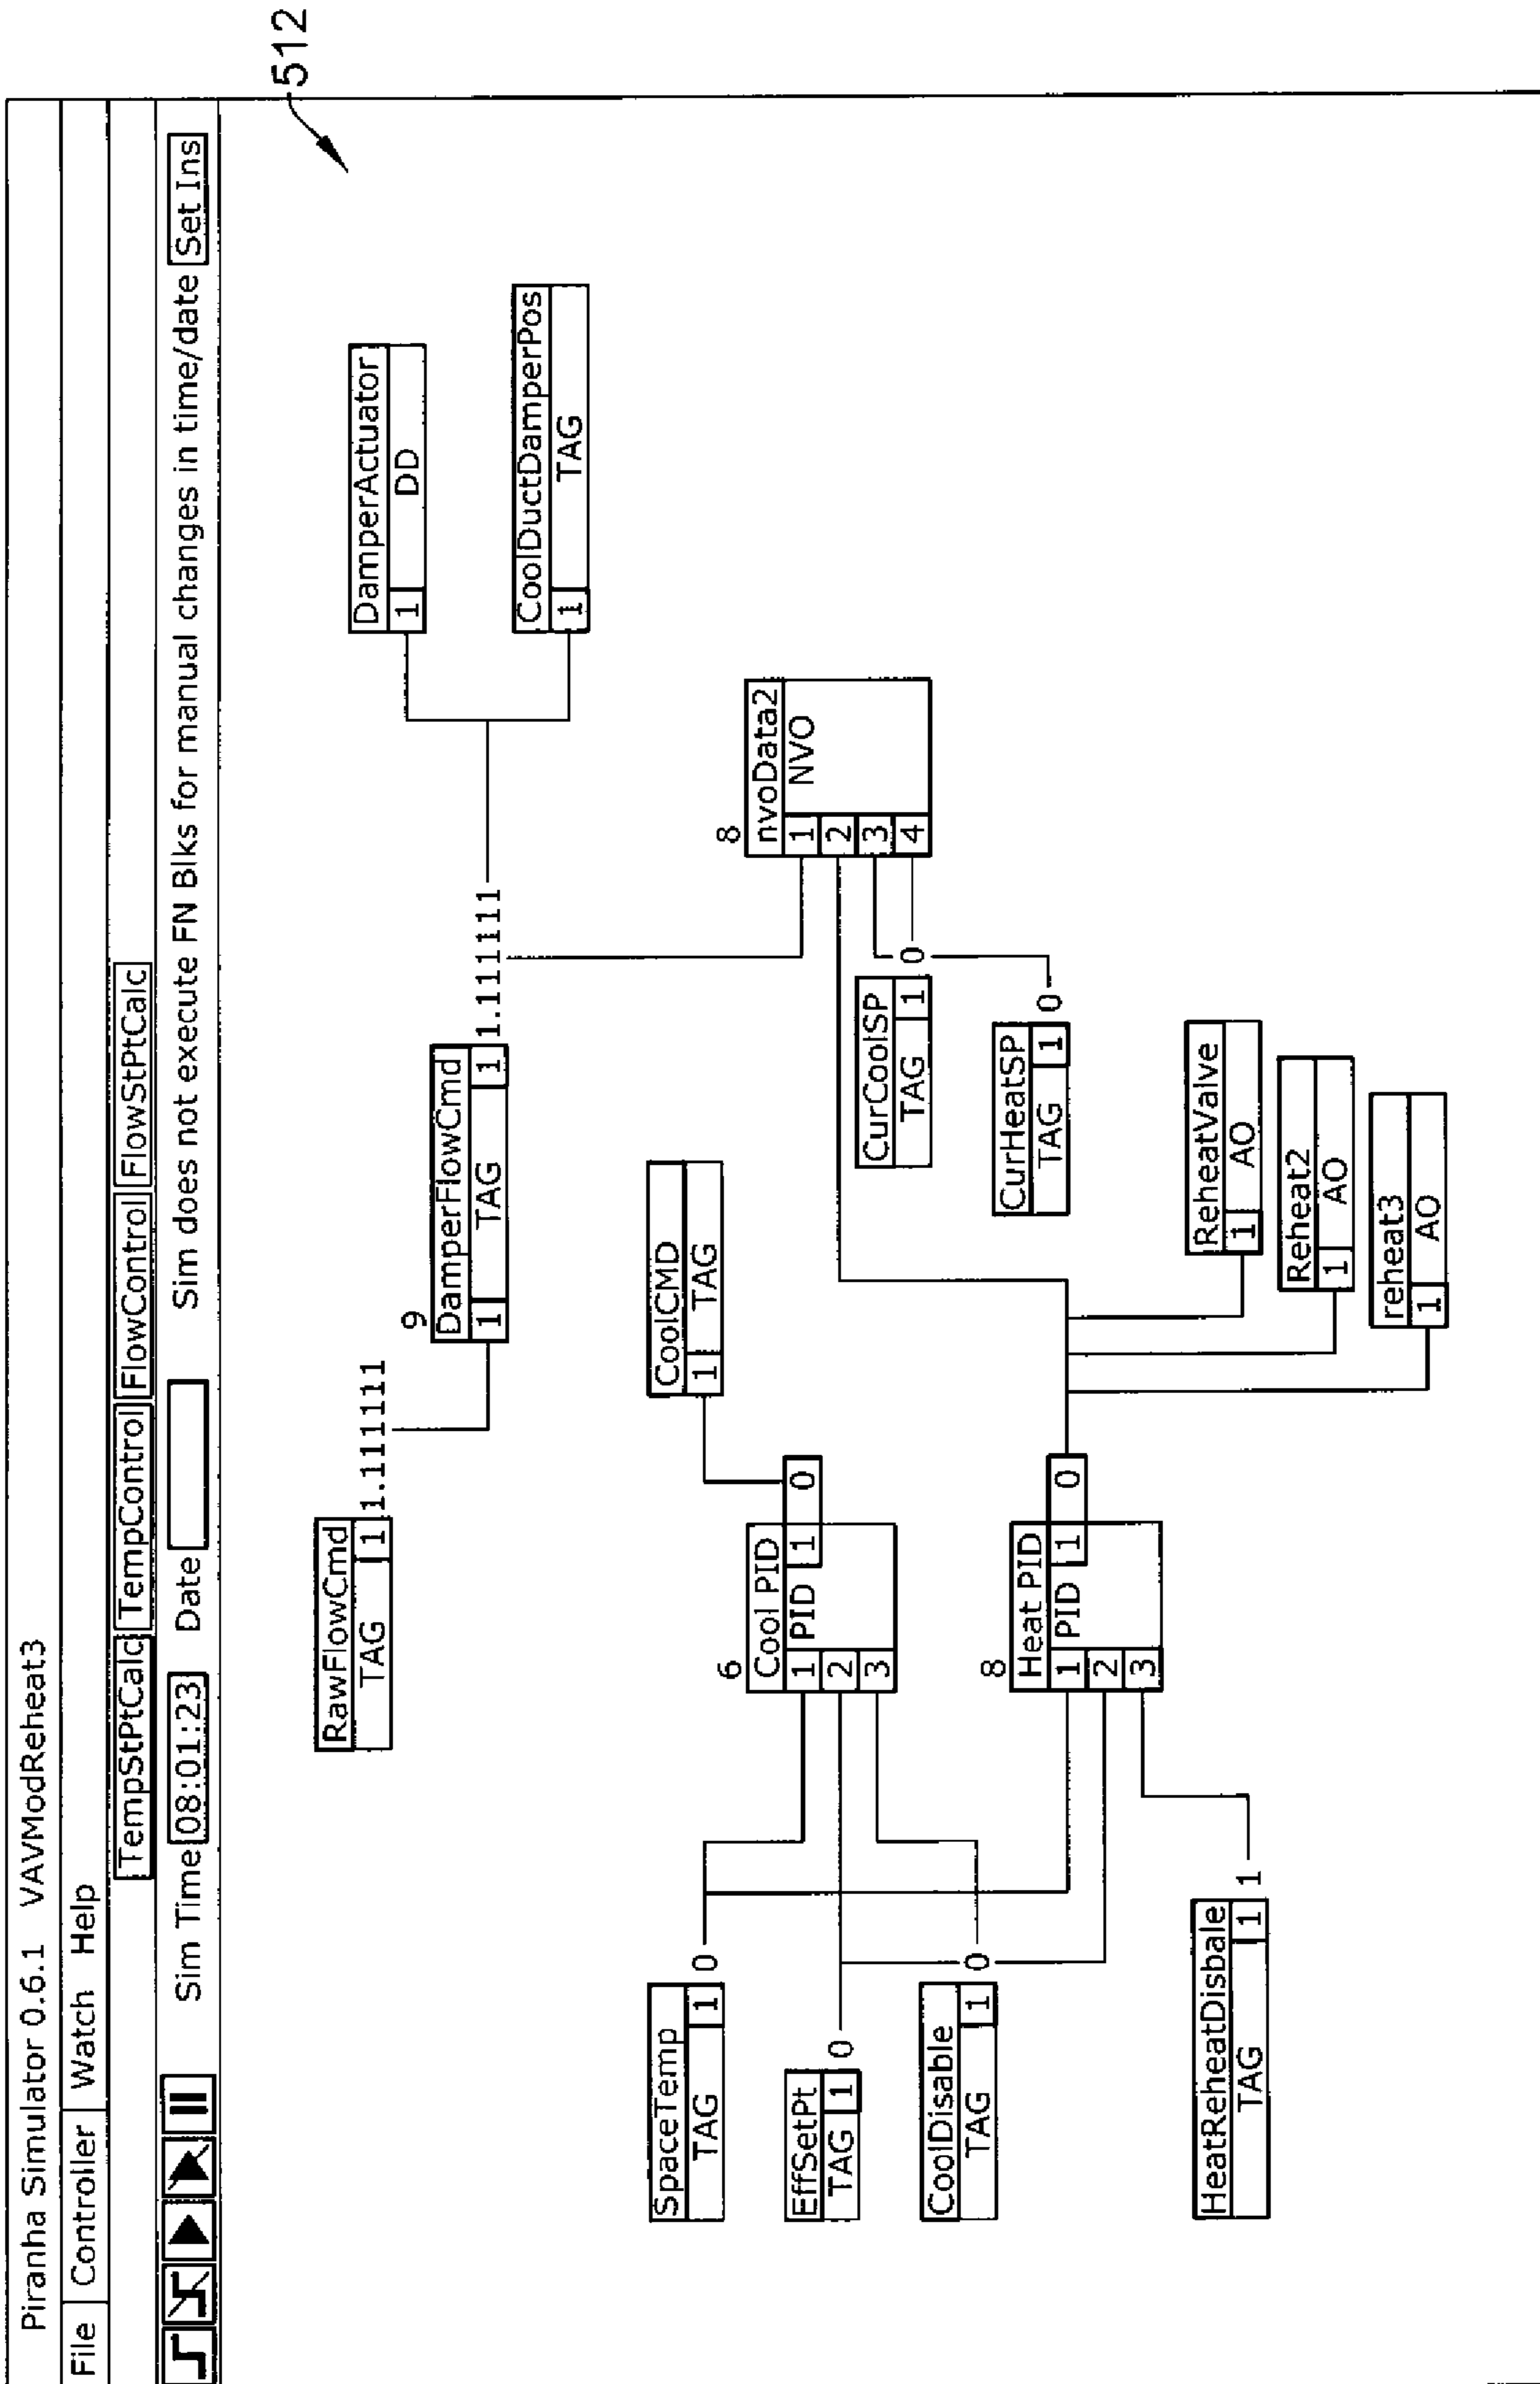 Piranha Simulator 0.6.1 VAVModReheat3
File Controller Watch Help
TempStPtCalc TempControl FlowControl FlowStPtCalc
Sim Time 08:01:23 Date Sim does not execute FN Blks for manual changes in time/date Set Ins
512
RawFlowCmd
TAG 1 1.111111
9
DamperFlowCmd
1 TAG 1 1.111111
DamperActuator
1 DD
CoolDuctDamperPos
1 TAG
SpaceTemp
TAG 1 0
EffSetPt
TAG 1 0
CoolDisable
TAG 1 0
HeatReheatDisbale
TAG 1 1
6
Cool PID
1 PID 1 0
2
3
CoolCMD
1 TAG
8
Heat PID
1 PID 1 0
2
3
8
nvoData2
1 NVO
2
3
4
CurCoolSP
TAG 1 0
CurHeatSP
TAG 1 0
ReheatValve
1 AO
Reheat2
1 AO
reheat3
1 AO